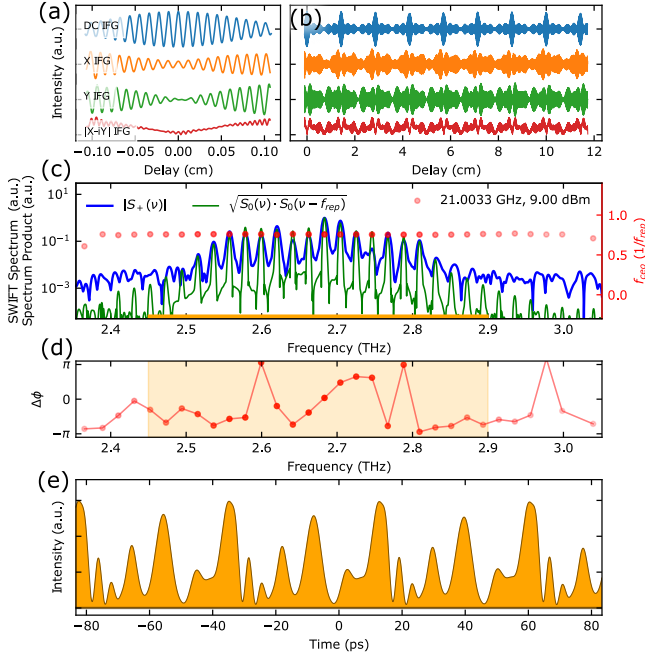 (a)
(b)
DC IFG
X IFG
Y IFG
|X-iY| IFG
Intensity (a.u.)
−0.10 −0.05 0.00 0.05 0.10
Delay (cm)
0 2 4 6 8 10 12
Delay (cm)
(c)
|S₊(ν)|
√S₀(ν)·S₀(ν−f_rep)
21.0033 GHz, 9.00 dBm
SWIFT Spectrum (a.u.)
Spectrum Product (a.u.)
10¹
10⁻¹
10⁻³
1.0
0.5
0.0
f_cep (1/f_rep)
2.4 2.5 2.6 2.7 2.8 2.9 3.0
Frequency (THz)
(d)
Δϕ
π
0
−π
2.4 2.5 2.6 2.7 2.8 2.9 3.0
Frequency (THz)
(e)
Intensity (a.u.)
−80 −60 −40 −20 0 20 40 60 80
Time (ps)